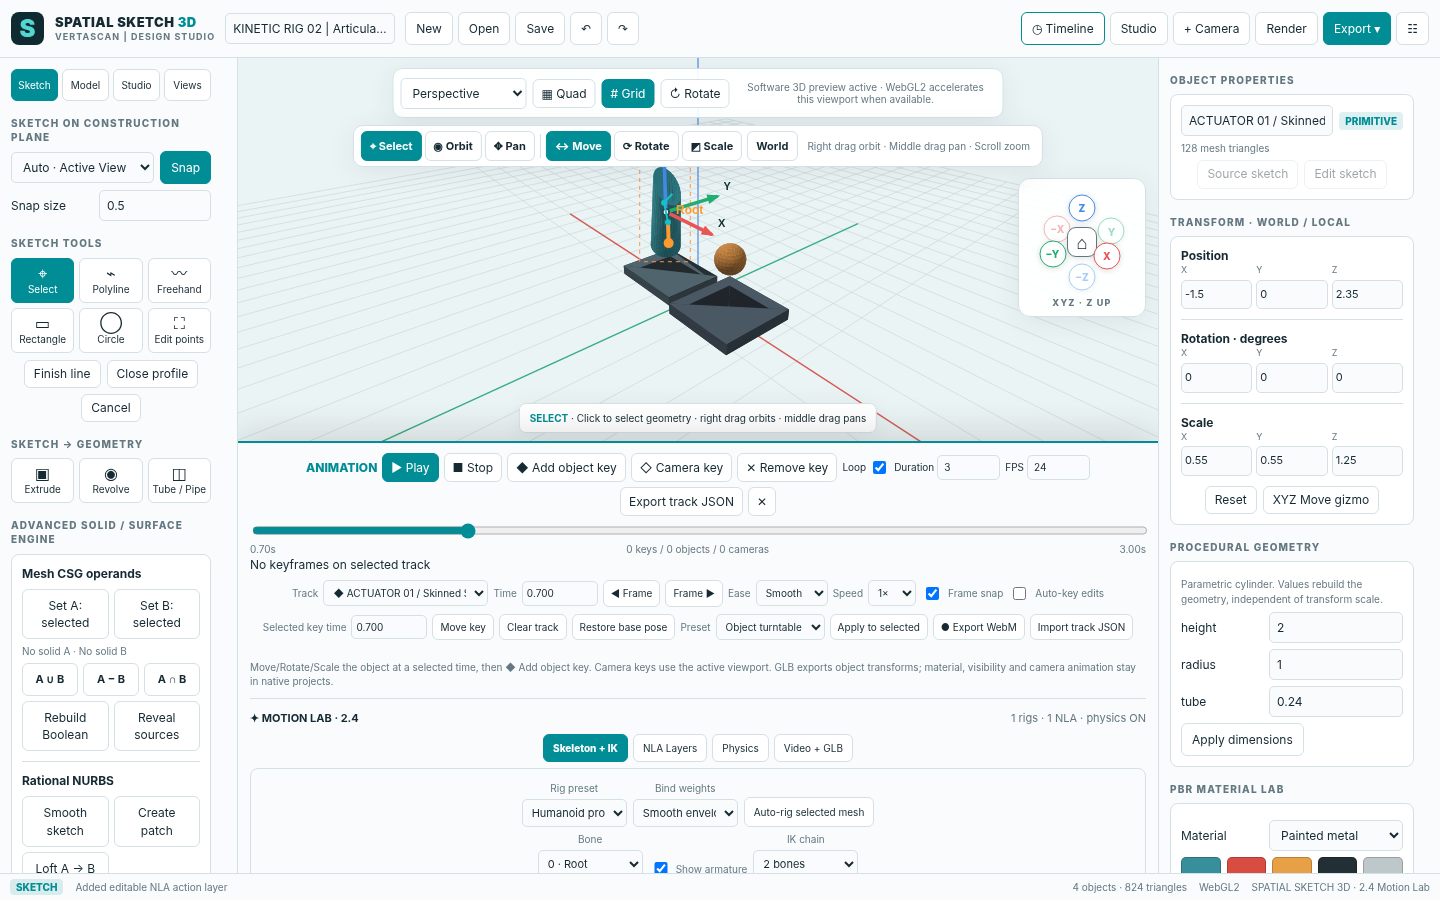 S
SPATIAL SKETCH 3D
VERTASCAN | DESIGN STUDIO
KINETIC RIG 02 | Articula...
New
Open
Save
↶
↷
◷ Timeline
Studio
+ Camera
Render
Export ▾
☷
Sketch
Model
Studio
Views
SKETCH ON CONSTRUCTION
PLANE
Auto · Active View
Snap
Snap size
0.5
SKETCH TOOLS
Select
Polyline
Freehand
Rectangle
Circle
Edit points
Finish line
Close profile
Cancel
SKETCH → GEOMETRY
Extrude
Revolve
Tube / Pipe
ADVANCED SOLID / SURFACE
ENGINE
Mesh CSG operands
Set A:
selected
Set B:
selected
No solid A · No solid B
A ∪ B
A − B
A ∩ B
Rebuild
Boolean
Reveal
sources
Rational NURBS
Smooth
sketch
Create
patch
Loft A → B
Perspective
▦ Quad
# Grid
↻ Rotate
Software 3D preview active · WebGL2 accelerates
this viewport when available.
⌖ Select
◉ Orbit
✥ Pan
↔ Move
⟳ Rotate
◩ Scale
World
Right drag orbit · Middle drag pan · Scroll zoom
Y
Root
X
Z
−X
Y
−Y
⌂
X
−Z
XYZ · Z UP
SELECT · Click to select geometry · right drag orbits · middle drag pans
ANIMATION
▶ Play
■ Stop
◆ Add object key
◇ Camera key
✕ Remove key
Loop
Duration
3
FPS
24
Export track JSON
✕
0.70s
0 keys / 0 objects / 0 cameras
3.00s
No keyframes on selected track
Track
◆ ACTUATOR 01 / Skinned S
Time
0.700
◀ Frame
Frame ▶
Ease
Smooth
Speed
1×
Frame snap
Auto-key edits
Selected key time
0.700
Move key
Clear track
Restore base pose
Preset
Object turntable
Apply to selected
● Export WebM
Import track JSON
Move/Rotate/Scale the object at a selected time, then ◆ Add object key. Camera keys use the active viewport. GLB exports object transforms; material, visibility and camera animation stay
in native projects.
✦ MOTION LAB · 2.4
1 rigs · 1 NLA · physics ON
Skeleton + IK
NLA Layers
Physics
Video + GLB
Rig preset
Bind weights
Humanoid pro
Smooth envelo
Auto-rig selected mesh
Bone
IK chain
0 · Root
Show armature
2 bones
OBJECT PROPERTIES
ACTUATOR 01 / Skinned
PRIMITIVE
128 mesh triangles
Source sketch
Edit sketch
TRANSFORM · WORLD / LOCAL
Position
X
Y
Z
-1.5
0
2.35
Rotation · degrees
X
Y
Z
0
0
0
Scale
X
Y
Z
0.55
0.55
1.25
Reset
XYZ Move gizmo
PROCEDURAL GEOMETRY
Parametric cylinder. Values rebuild the
geometry, independent of transform scale.
height
2
radius
1
tube
0.24
Apply dimensions
PBR MATERIAL LAB
Material
Painted metal
SKETCH
Added editable NLA action layer
4 objects · 824 triangles
WebGL2
SPATIAL SKETCH 3D · 2.4 Motion Lab